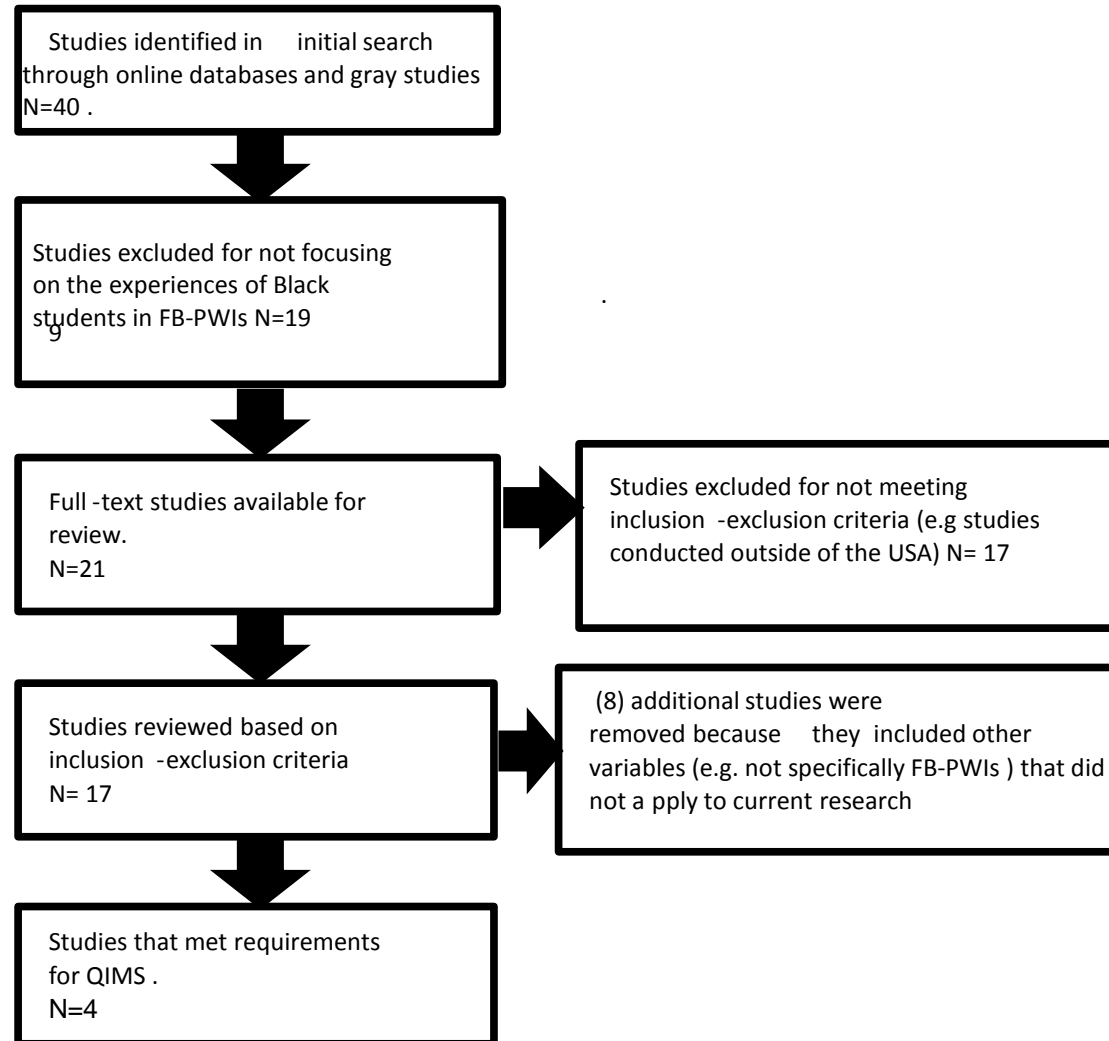 Studies identified in initial search
through online databases and gray studies
N=40 .
Studies excluded for not focusing
on the experiences of Black
students in FB-PWIs N=19
9
.
Full -text studies available for
review.
N=21
Studies excluded for not meeting
inclusion -exclusion criteria (e.g studies
conducted outside of the USA) N= 17
Studies reviewed based on
inclusion -exclusion criteria
N= 17
(8) additional studies were
removed because they included other
variables (e.g. not specifically FB-PWIs ) that did
not a pply to current research
Studies that met requirements
for QIMS .
N=4